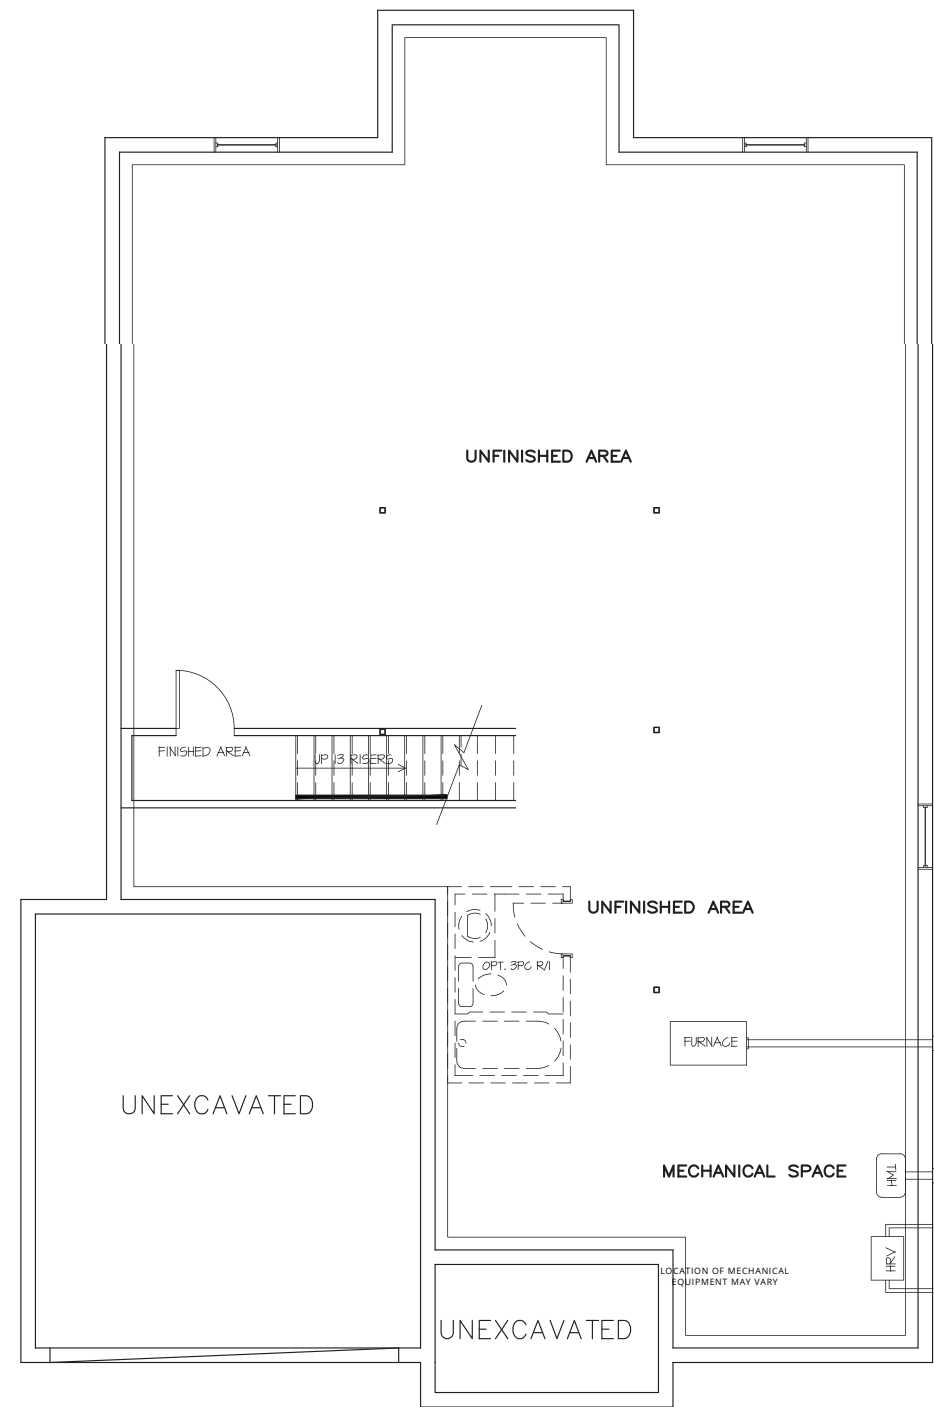 UNFINISHED AREA
FINISHED AREA
UP 13 RISERS
UNFINISHED AREA
OPT. 3PC R/I
FURNACE
UNEXCAVATED
MECHANICAL SPACE
HWT
HRV
LOCATION OF MECHANICAL
EQUIPMENT MAY VARY
UNEXCAVATED